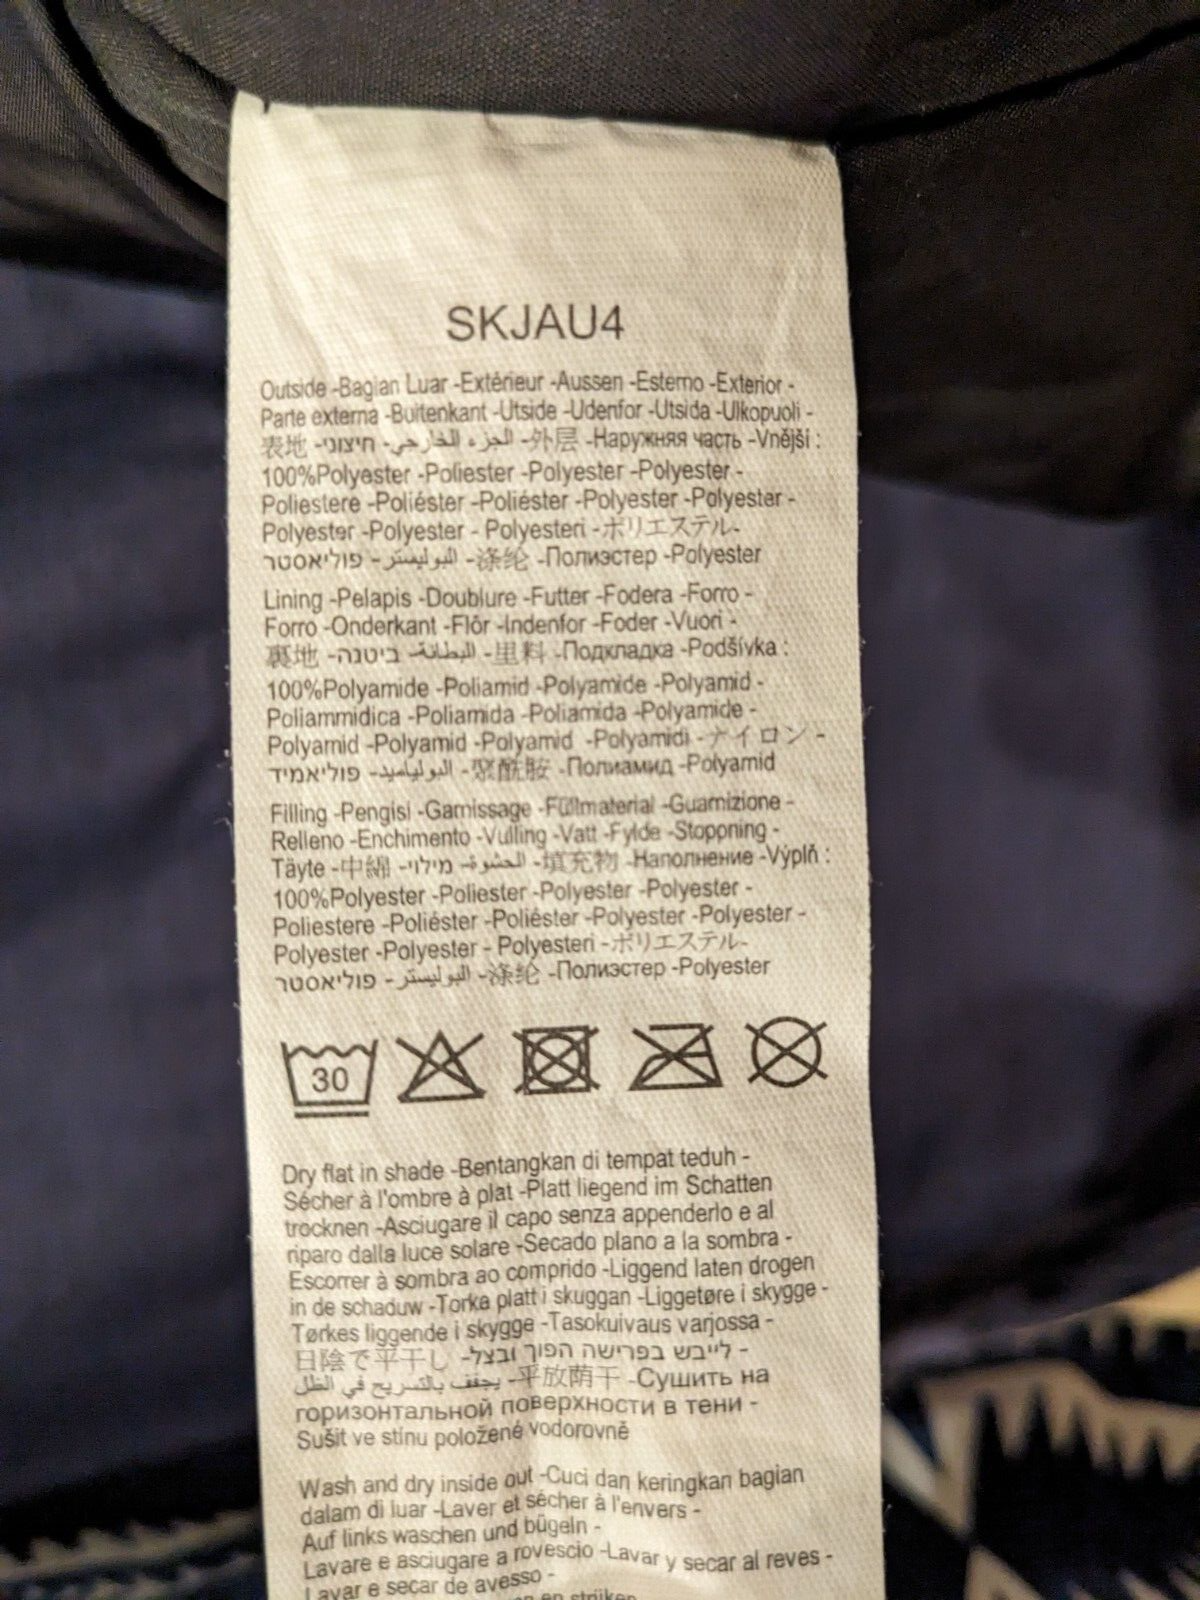 SKJAU4
Outside -Bagian Luar -Extérieur -Aussen -Esterno -Exterior -
Parte externa -Buitenkant -Utside -Udenfor -Utsida -Ulkopuoli -
表地 -חיצוני- الجزء الخارجي- -外层 -Наружняя часть -Vnější :
100%Polyester -Poliester -Polyester -Polyester -
Poliestere -Poliéster -Poliéster -Polyester -Polyester -
Polyester -Polyester - Polyesteri -ポリエステル-
פוליאסטר - البوليستر- -涤纶 -Полиэстер -Polyester
Lining -Pelapis -Doublure -Futter -Fodera -Forro -
Forro -Onderkant -Fôr -Indenfor -Foder -Vuori -
裏地 -ביטנה- البطانة- -里料 -Подкладка -Podšívka :
100%Polyamide -Poliamid -Polyamide -Polyamid -
Poliammidica -Poliamida -Poliamida -Polyamide -
Polyamid -Polyamid -Polyamid -Polyamidi -ナイロン -
פוליאמיד -البولياميد- -聚酰胺 -Полиамид -Polyamid
Filling -Pengisi -Garnissage -Füllmaterial -Guarnizione -
Relleno -Enchimento -Vulling -Vatt -Fylde -Stoppning -
Täyte -中綿 -מילוי- الحشوة- -填充物 -Наполнение -Výplň :
100%Polyester -Poliester -Polyester -Polyester -
Poliestere -Poliéster -Poliéster -Polyester -Polyester -
Polyester -Polyester - Polyesteri -ポリエステル-
פוליאסטר - البوليستر- -涤纶 -Полиэстер -Polyester
30
Dry flat in shade -Bentangkan di tempat teduh -
Sécher à l'ombre à plat -Platt liegend im Schatten
trocknen -Asciugare il capo senza appenderlo e al
riparo dalla luce solare -Secado plano a la sombra -
Escorrer à sombra ao comprido -Liggend laten drogen
in de schaduw -Torka platt i skuggan -Liggetøre i skygge -
Tørkes liggende i skygge -Tasokuivaus varjossa -
日陰で平干し -לייבש בפרישה הפוך ובצל -
يجفف بالتسريح في الظل- -平放荫干 -Сушить на
горизонтальной поверхности в тени -
Sušit ve stínu položené vodorovně
Wash and dry inside out -Cuci dan keringkan bagian
dalam di luar -Laver et sécher à l'envers -
Auf links waschen und bügeln -
Lavare e asciugare a rovescio -Lavar y secar al reves -
Lavar e secar de avesso -
en strijken